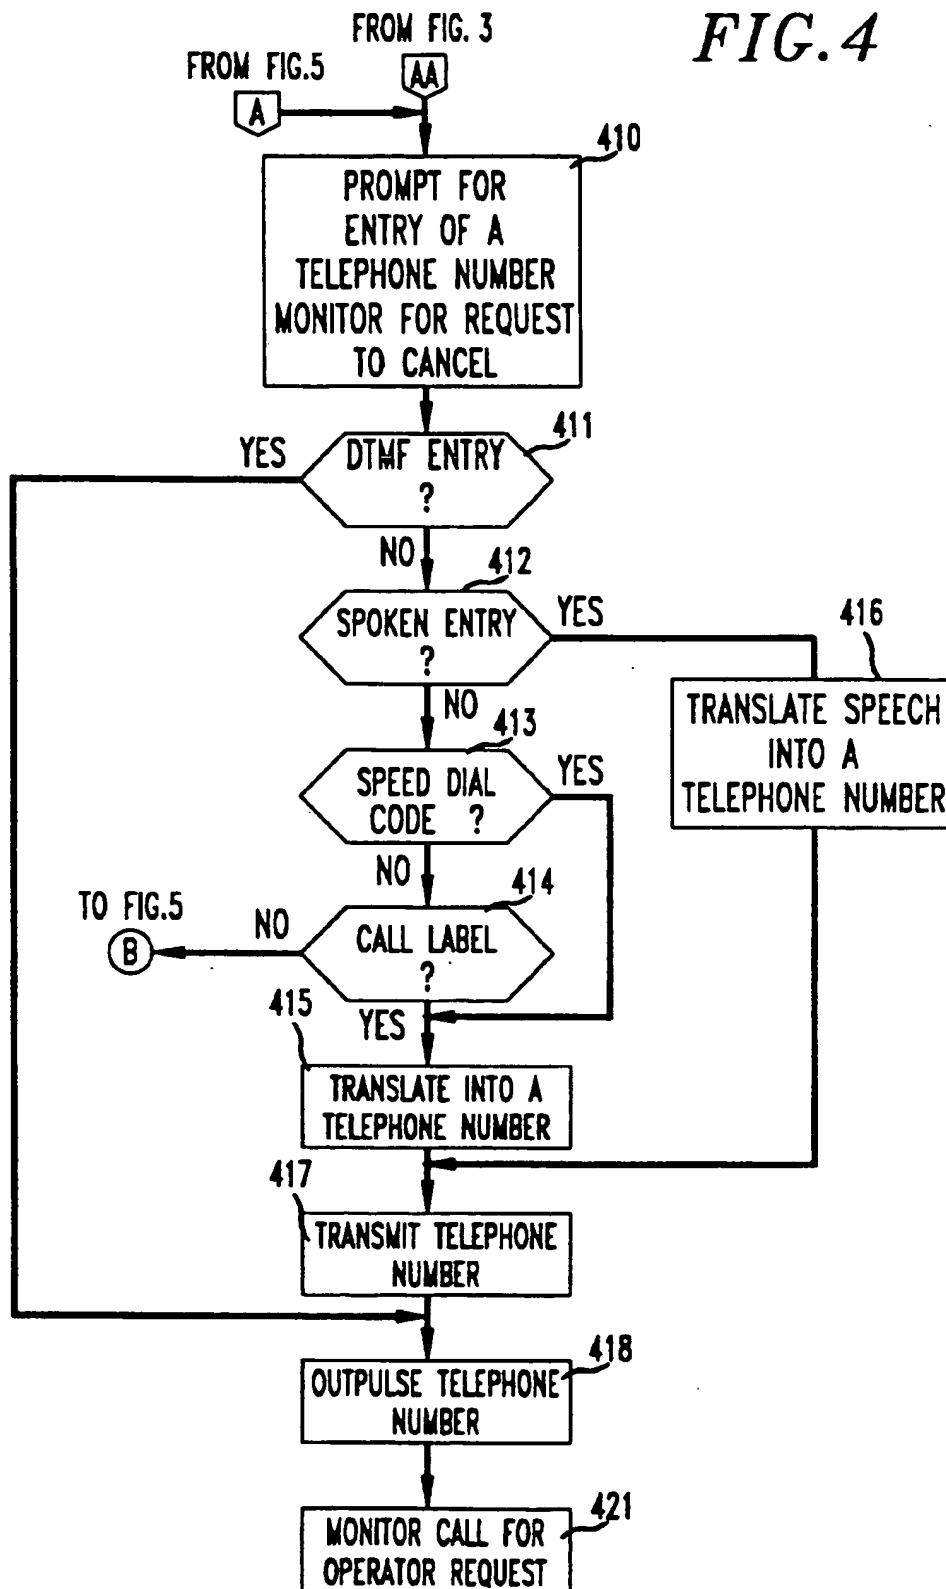 FIG. 4
FROM FIG. 3
AA
FROM FIG.5
A
410
PROMPT FOR
ENTRY OF A
TELEPHONE NUMBER
MONITOR FOR REQUEST
TO CANCEL
411
YES
DTMF ENTRY
?
NO
412
SPOKEN ENTRY
?
YES
416
TRANSLATE SPEECH
INTO A
TELEPHONE NUMBER
NO
413
SPEED DIAL
CODE ?
YES
NO
414
TO FIG.5
B
NO
CALL LABEL
?
YES
415
TRANSLATE INTO A
TELEPHONE NUMBER
417
TRANSMIT TELEPHONE
NUMBER
418
OUTPULSE TELEPHONE
NUMBER
421
MONITOR CALL FOR
OPERATOR REQUEST